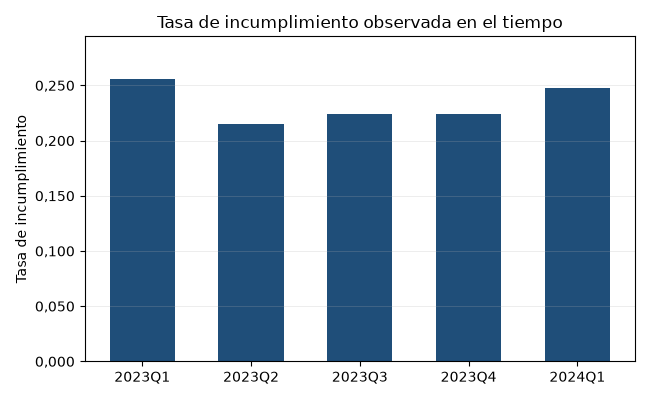 Tasa de incumplimiento observada en el tiempo
Tasa de incumplimiento
0,250
0,200
0,150
0,100
0,050
0,000
2023Q1 2023Q2 2023Q3 2023Q4 2024Q1